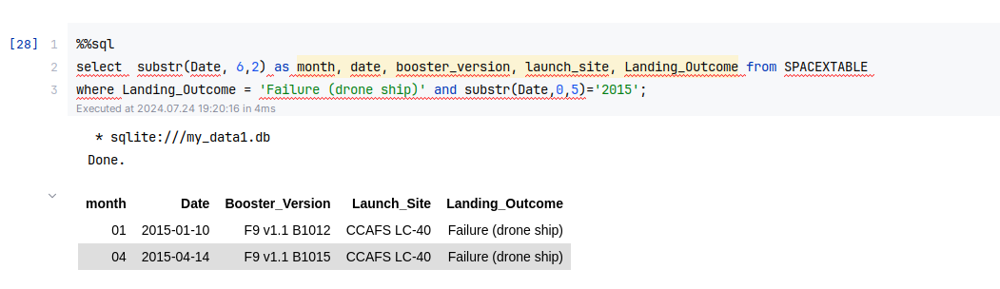 [28] 1 %%sql
2 select  substr(Date, 6,2) as month, date, booster_version, launch_site, Landing_Outcome from SPACEXTABLE
3 where Landing_Outcome = 'Failure (drone ship)' and substr(Date,0,5)='2015';
Executed at 2024.07.24 19:20:16 in 4ms
* sqlite:///my_data1.db
Done.
month Date Booster_Version Launch_Site Landing_Outcome
01 2015-01-10 F9 v1.1 B1012 CCAFS LC-40 Failure (drone ship)
04 2015-04-14 F9 v1.1 B1015 CCAFS LC-40 Failure (drone ship)